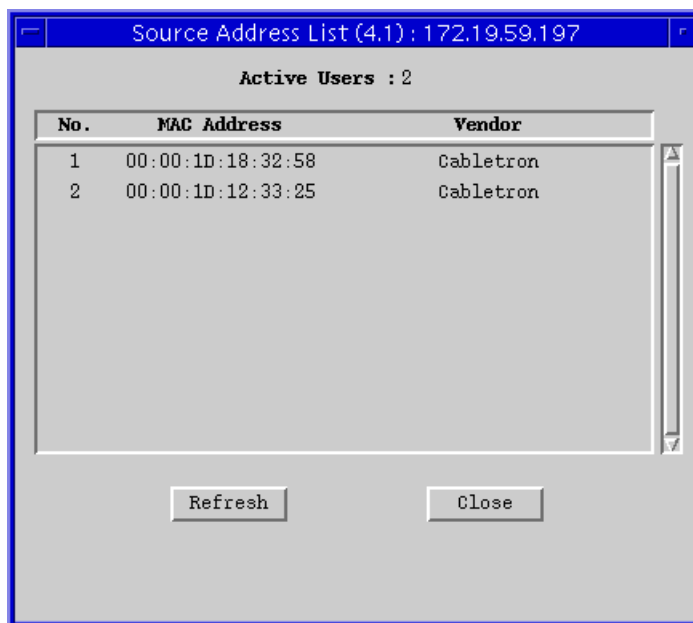 Source Address List (4.1) : 172.19.59.197
Active Users : 2
No. MAC Address Vendor
1 00:00:1D:18:32:58 Cabletron
2 00:00:1D:12:33:25 Cabletron
Refresh Close